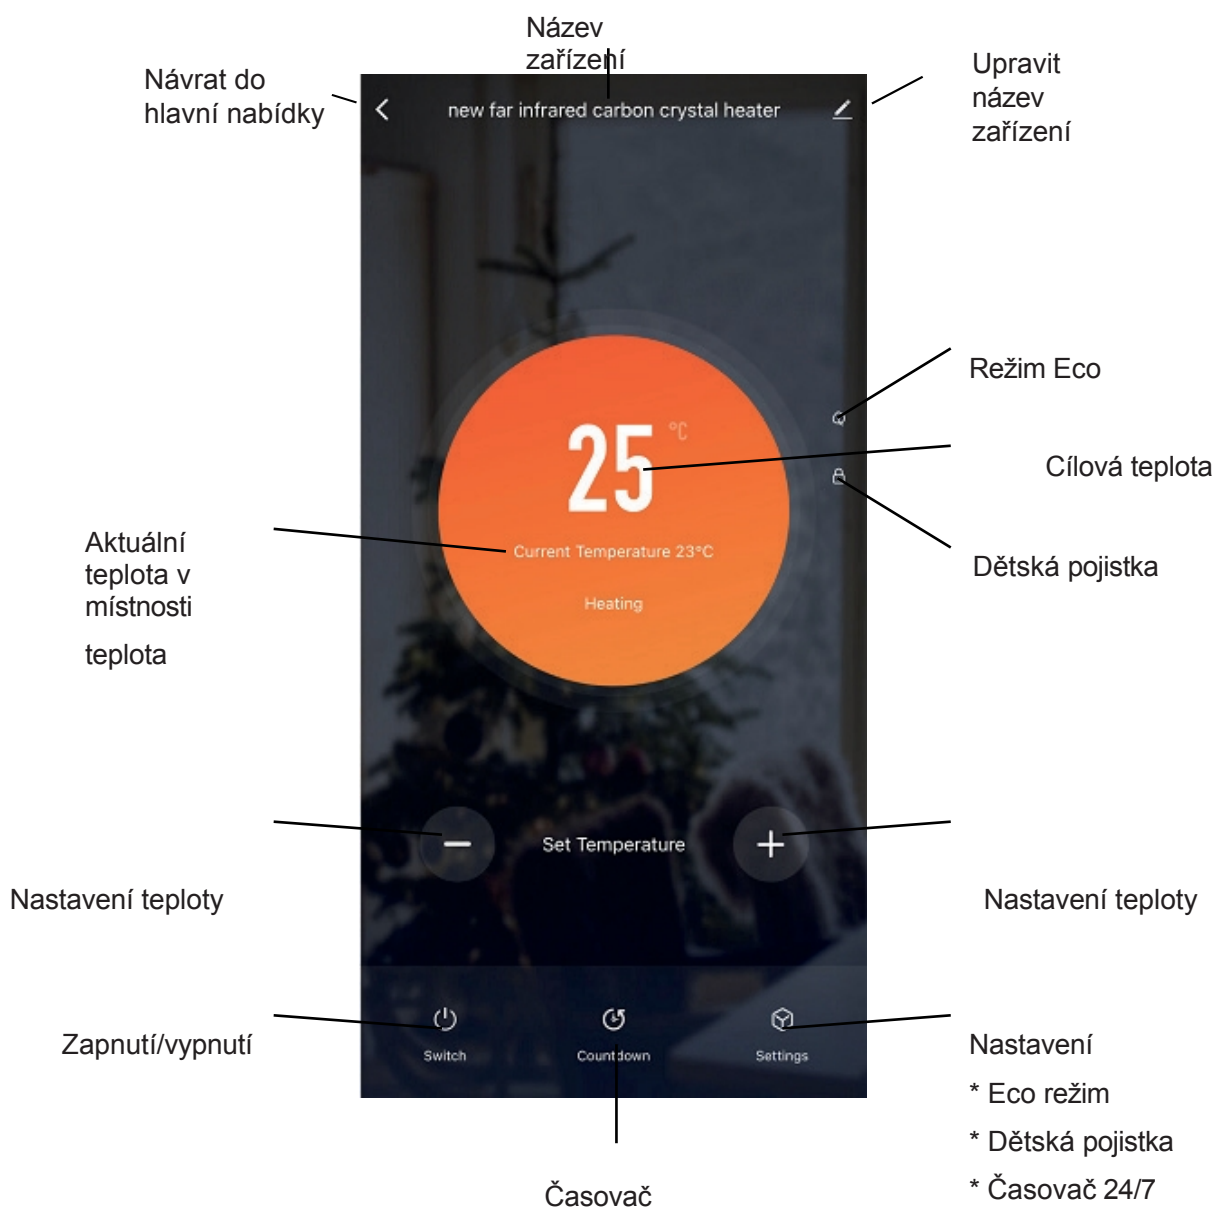 Název
zařízení
Návrat do
hlavní nabídky
Upravit
název
zařízení
new far infrared carbon crystal heater
Režim Eco
25 °C
Cílová teplota
Aktuální
teplota v
místnosti
teplota
Current Temperature 23°C
Dětská pojistka
Heating
Set Temperature
Nastavení teploty
Nastavení teploty
Zapnutí/vypnutí
Switch
Countdown
Settings
Nastavení
* Eco režim
* Dětská pojistka
* Časovač 24/7
Časovač